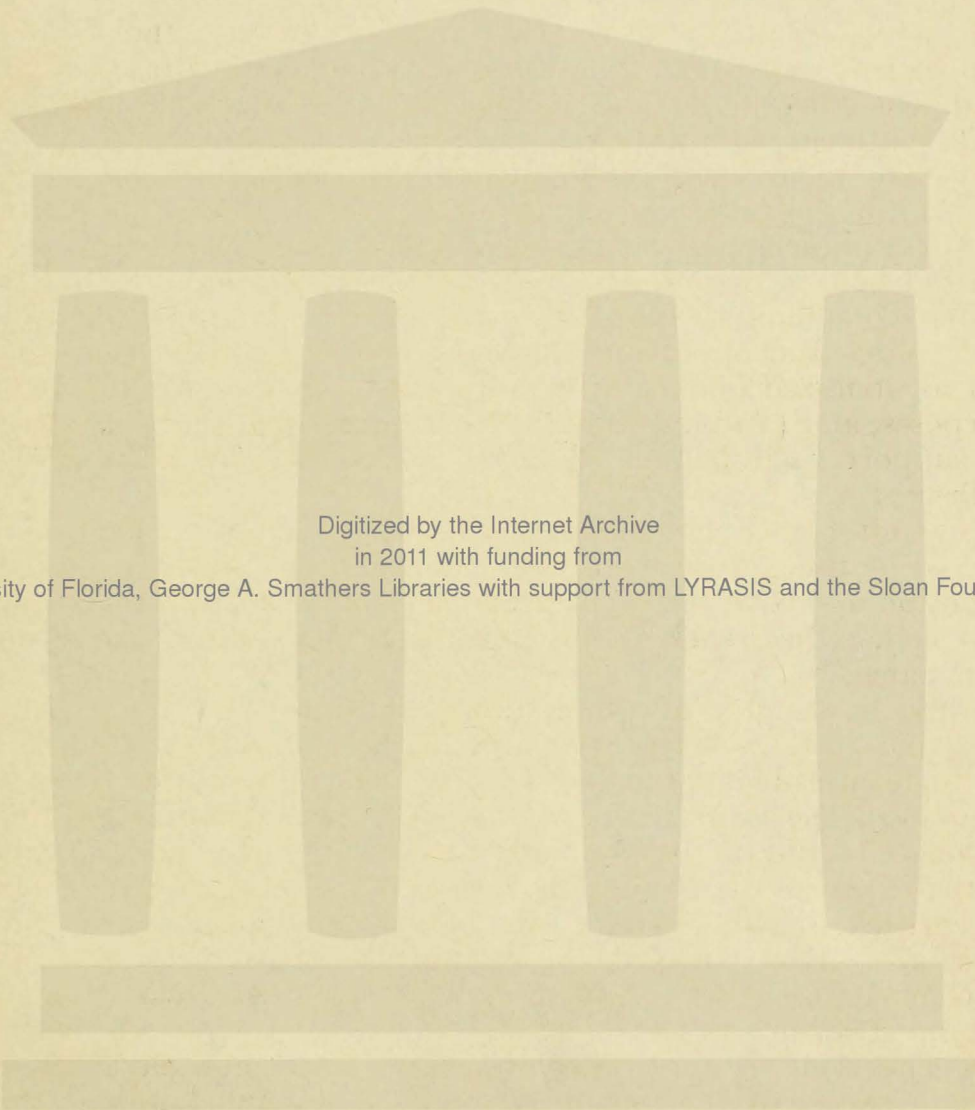 Digitized by the Internet Archive
in 2011 with funding from
sity of Florida, George A. Smathers Libraries with support from LYRASIS and the Sloan Fou